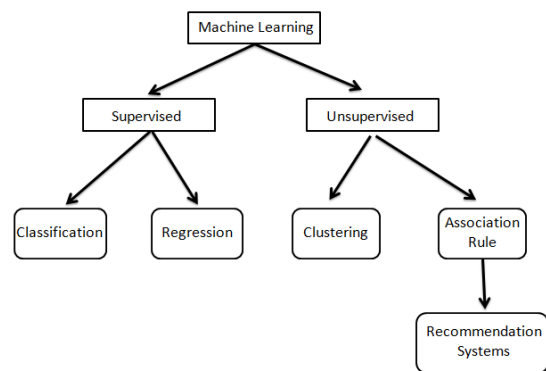 Machine Learning
Supervised
Unsupervised
Classification
Regression
Clustering
Association
Rule
Recommendation
Systems